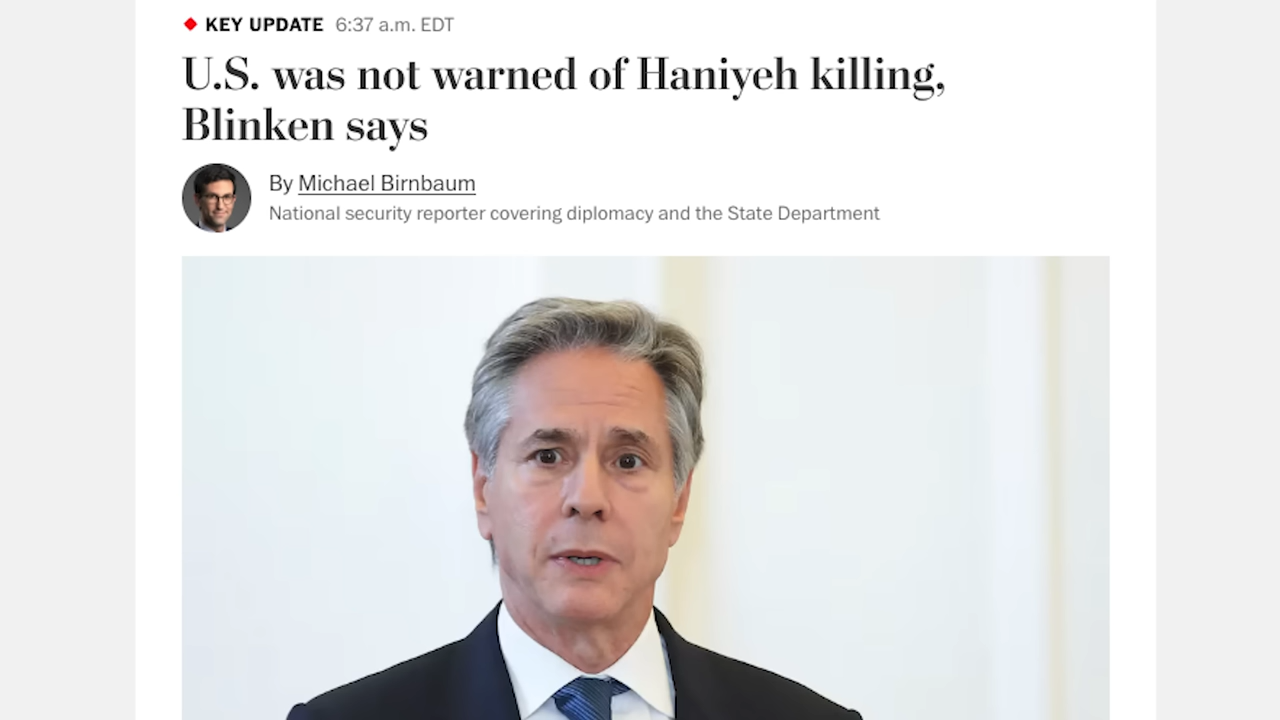 KEY UPDATE 6:37 a.m. EDT
U.S. was not warned of Haniyeh killing,
Blinken says
By Michael Birnbaum
National security reporter covering diplomacy and the State Department